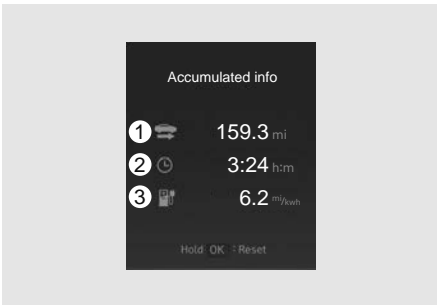 Accumulated info
1 159.3 mi
2 3:24 h:m
3 6.2 mi/kwh
Hold OK : Reset